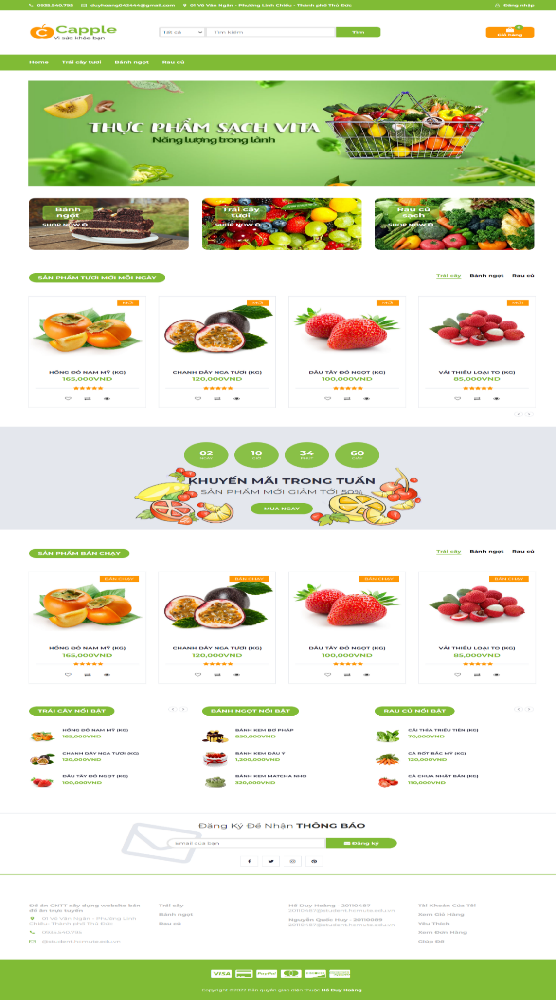 0935.540.795 duyhoang042444@gmail.com 01 Võ Văn Ngân - Phường Linh Chiểu - Thành phố Thủ Đức Đăng nhập
Capple
Vì sức khỏe bạn
Tất cả Tìm kiếm Tìm
0
Giỏ hàng
Home Trái cây tươi Bánh ngọt Rau củ
THỰC PHẨM SẠCH VITA
Năng lượng trong lành
Bánh
ngọt
SHOP NOW
Trái cây
tươi
SHOP NOW
Rau củ
sạch
SHOP NOW
SẢN PHẨM TƯƠI MỚI MỖI NGÀY Trái cây Bánh ngọt Rau củ
MỚI MỚI MỚI MỚI
HỒNG ĐỎ NAM MỸ (KG) CHANH DÂY NGA TƯƠI (KG) DÂU TÂY ĐỎ NGỌT (KG) VẢI THIỀU LOẠI TO (KG)
165,000VND 120,000VND 100,000VND 85,000VND
02 10 34 60
NGÀY GIỜ PHÚT GIÂY
KHUYẾN MÃI TRONG TUẦN
SẢN PHẨM MỚI GIẢM TỚI 50%
MUA NGAY
SẢN PHẨM BÁN CHẠY Trái cây Bánh ngọt Rau củ
BÁN CHẠY BÁN CHẠY BÁN CHẠY BÁN CHẠY
HỒNG ĐỎ NAM MỸ (KG) CHANH DÂY NGA TƯƠI (KG) DÂU TÂY ĐỎ NGỌT (KG) VẢI THIỀU LOẠI TO (KG)
165,000VND 120,000VND 100,000VND 85,000VND
TRÁI CÂY NỔI BẬT
HỒNG ĐỎ NAM MỸ (KG)
165,000VND
CHANH DÂY NGA TƯƠI (KG)
120,000VND
DÂU TÂY ĐỎ NGỌT (KG)
100,000VND
BÁNH NGỌT NỔI BẬT
BÁNH KEM BƠ PHÁP
850,000VND
BÁNH KEM DÂU Ý
1,200,000VND
BÁNH KEM MATCHA NHO
320,000VND
RAU CỦ NỔI BẬT
CẢI THÌA TRIỀU TIÊN (KG)
70,000VND
CÀ RỐT BẮC MỸ (KG)
120,000VND
CÀ CHUA NHẬT BẢN (KG)
110,000VND
Đăng Ký Để Nhận THÔNG BÁO
Email của bạn Đăng ký
Đồ án CNTT xây dựng website bán
đồ ăn trực tuyến
01 Võ Văn Ngân - Phường Linh
Chiểu- Thành phố Thủ Đức
0935.540.795
@student.hcmute.edu.vn
Trái cây
Bánh ngọt
Rau củ
Hồ Duy Hoàng - 20110487
20110487@student.hcmute.edu.vn
Nguyễn Quốc Huy - 20110089
20110487@student.hcmute.edu.vn
Tài Khoản Của Tôi
Xem Giỏ Hàng
Yêu Thích
Xem Đơn Hàng
Giúp Đỡ
VISA PayPal DISCOVER AMERICAN EXPRESS
Copyright ©2022 Bản quyền giao diện thuộc Hồ Duy Hoàng